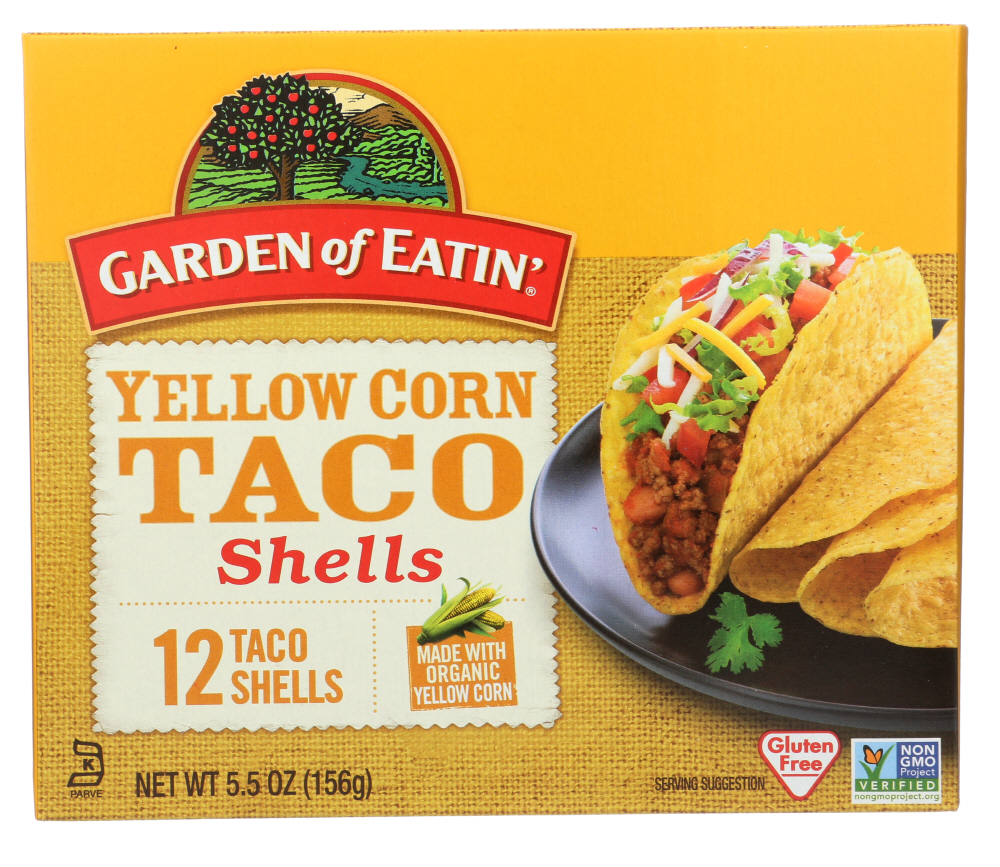 GARDEN of EATIN'®
YELLOW CORN
TACO
Shells
12 TACO
SHELLS
MADE WITH
ORGANIC
YELLOW CORN
K
PARVE
NET WT 5.5 OZ (156g)
SERVING SUGGESTION
Gluten
Free
NON
GMO
Project
VERIFIED
nongmoproject.org